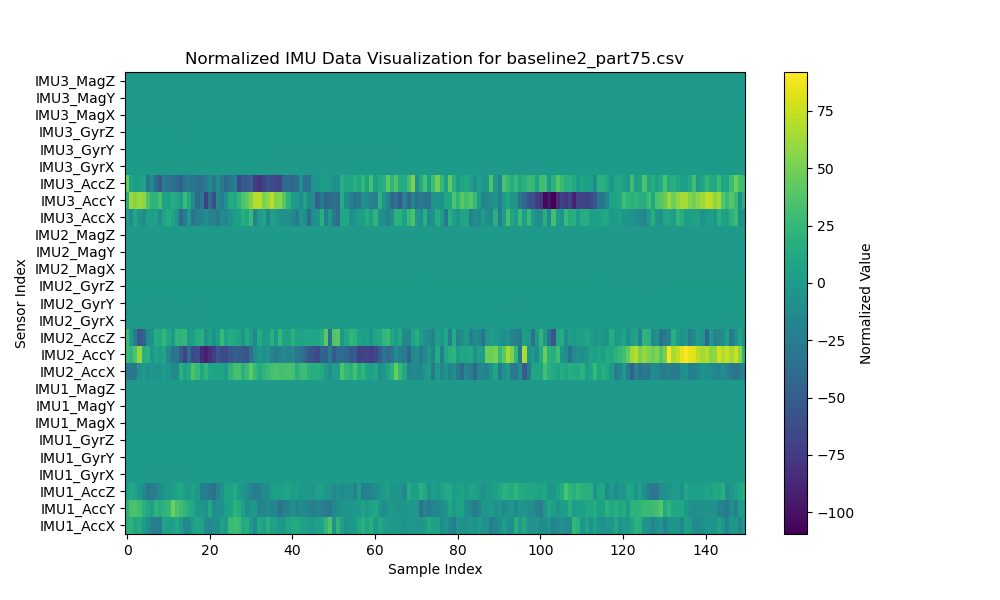 Normalized IMU Data Visualization for baseline2_part75.csv
IMU3_MagZ
IMU3_MagY
IMU3_MagX
IMU3_GyrZ
IMU3_GyrY
IMU3_GyrX
IMU3_AccZ
IMU3_AccY
IMU3_AccX
IMU2_MagZ
IMU2_MagY
IMU2_MagX
IMU2_GyrZ
IMU2_GyrY
IMU2_GyrX
IMU2_AccZ
IMU2_AccY
IMU2_AccX
IMU1_MagZ
IMU1_MagY
IMU1_MagX
IMU1_GyrZ
IMU1_GyrY
IMU1_GyrX
IMU1_AccZ
IMU1_AccY
IMU1_AccX
Sensor Index
0 20 40 60 80 100 120 140
Sample Index
75
50
25
0
−25
−50
−75
−100
Normalized Value